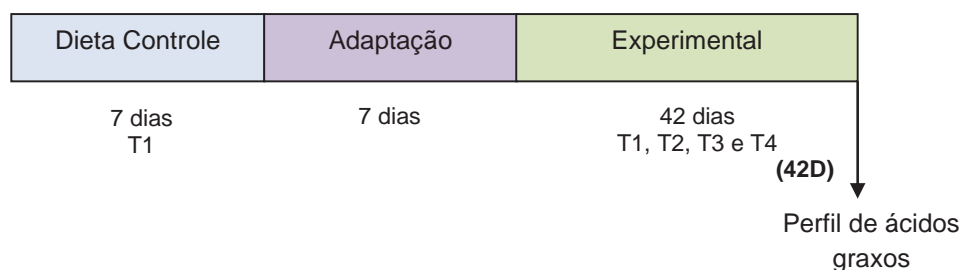 Dieta Controle
Adaptação
Experimental
7 dias
T1
7 dias
42 dias
T1, T2, T3 e T4
(42D)
Perfil de ácidos
graxos